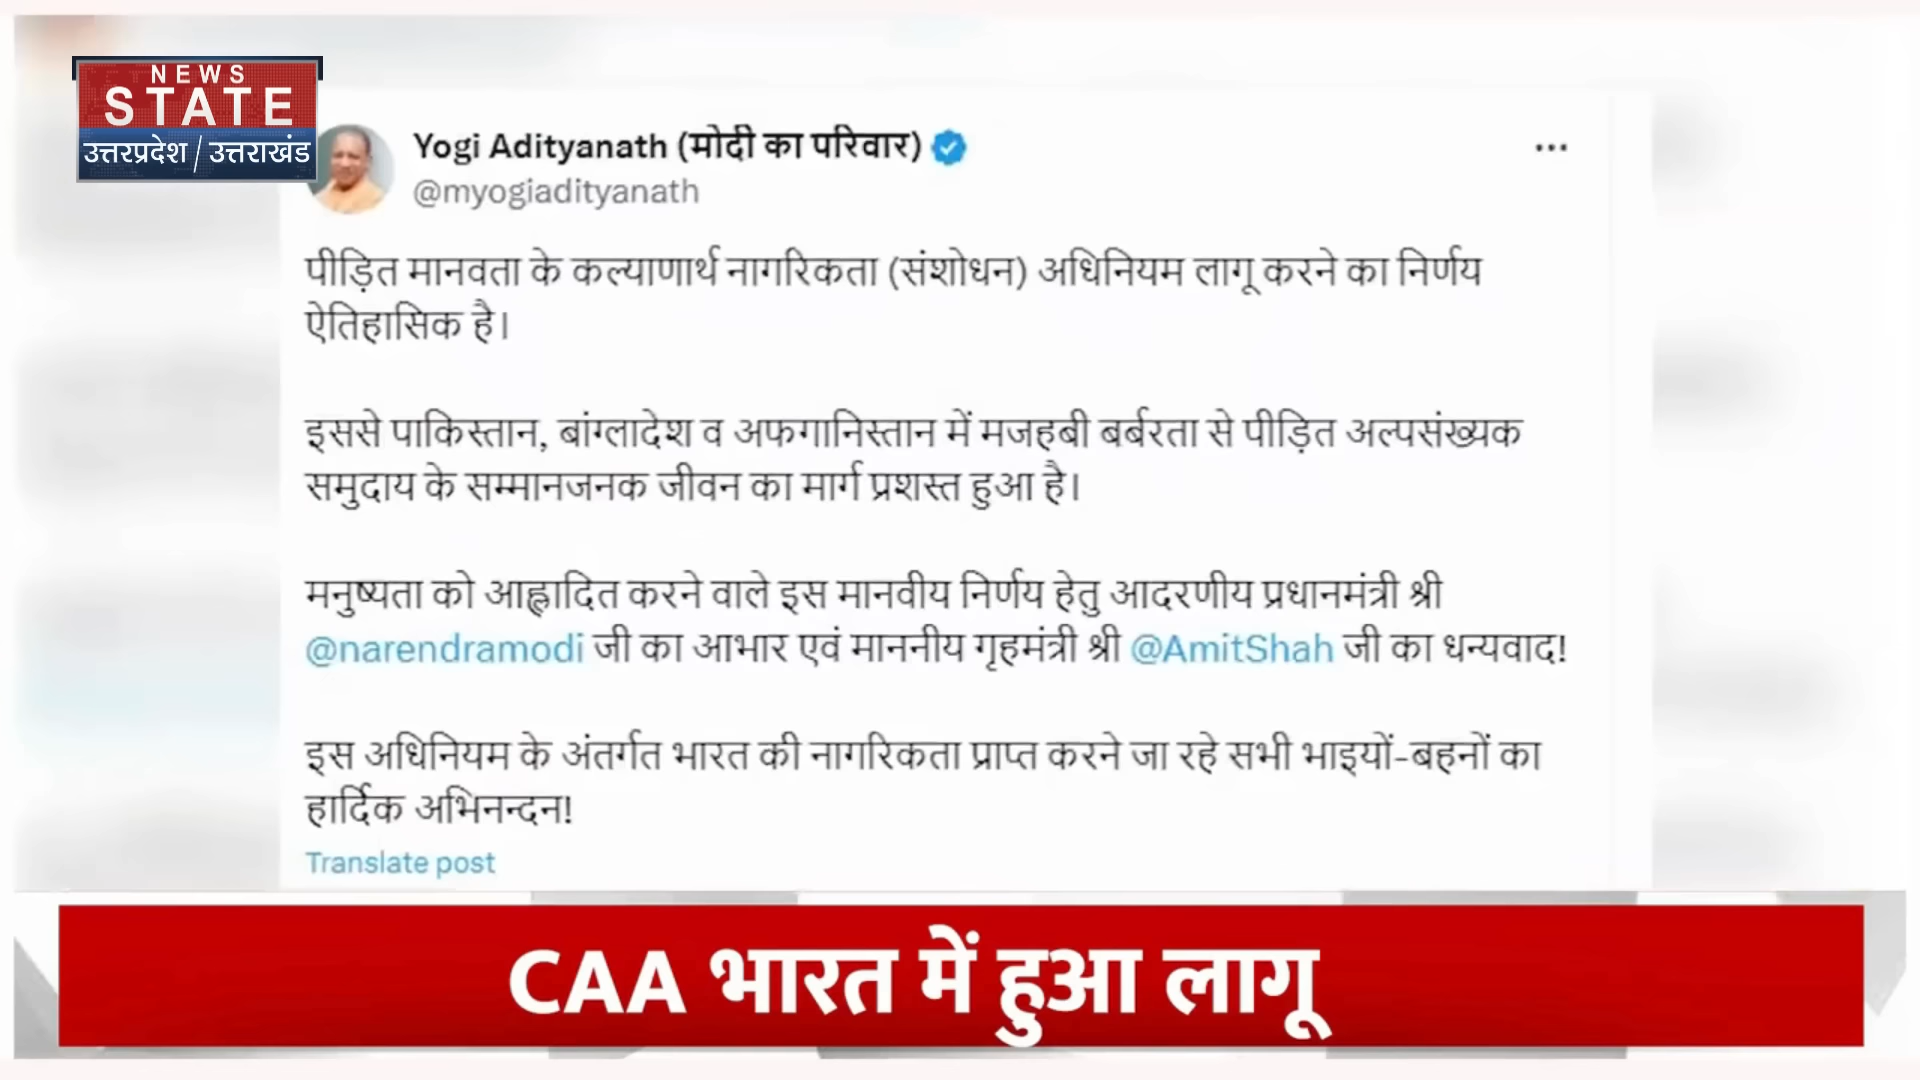 NEWS
STATE
उत्तरप्रदेश / उत्तराखंड
Yogi Adityanath (मोदी का परिवार)
@myogiadityanath
पीड़ित मानवता के कल्याणार्थ नागरिकता (संशोधन) अधिनियम लागू करने का निर्णय
ऐतिहासिक है।
इससे पाकिस्तान, बांग्लादेश व अफगानिस्तान में मजहबी बर्बरता से पीड़ित अल्पसंख्यक
समुदाय के सम्मानजनक जीवन का मार्ग प्रशस्त हुआ है।
मनुष्यता को आह्लादित करने वाले इस मानवीय निर्णय हेतु आदरणीय प्रधानमंत्री श्री
@narendramodi जी का आभार एवं माननीय गृहमंत्री श्री @AmitShah जी का धन्यवाद!
इस अधिनियम के अंतर्गत भारत की नागरिकता प्राप्त करने जा रहे सभी भाइयों-बहनों का
हार्दिक अभिनन्दन!
Translate post
CAA भारत में हुआ लागू